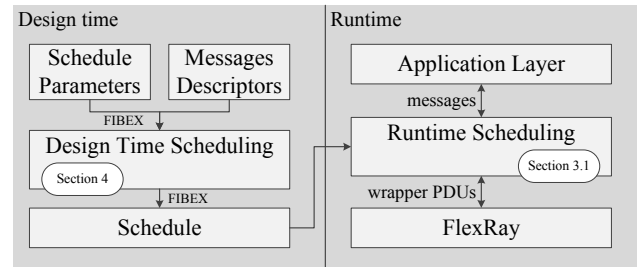 Design time
Schedule
Parameters
Messages
Descriptors
FIBEX
Design Time Scheduling
Section 4
FIBEX
Schedule
Runtime
Application Layer
messages
Runtime Scheduling
Section 3.1
wrapper PDUs
FlexRay